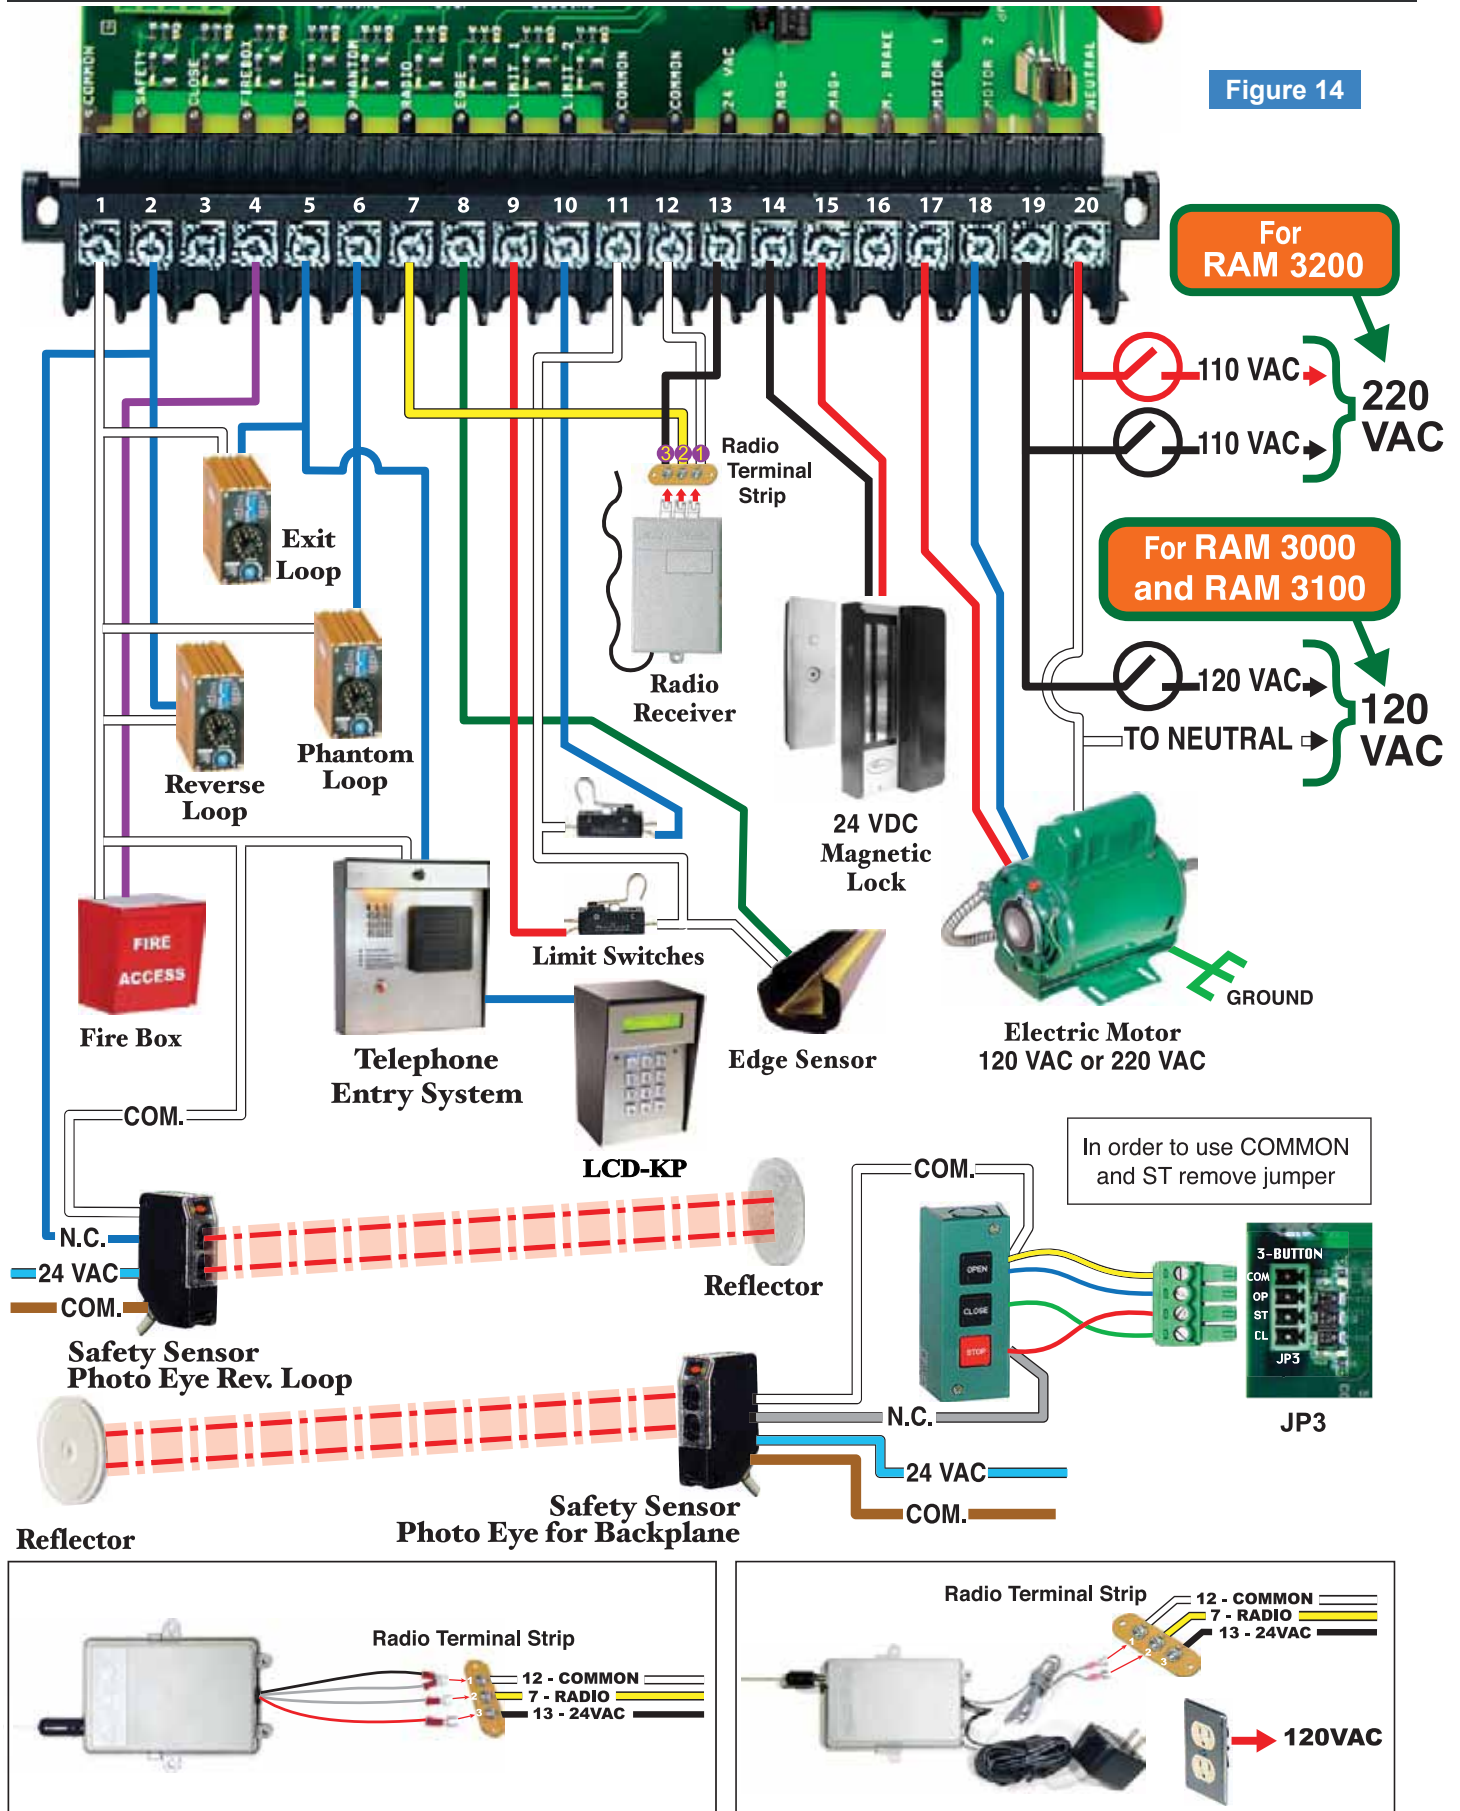 Figure 14
COMMON
SAFETY
CLOSE
FIREBOX
EXIT
PHANTOM
RADIO
EDGE
LIMIT 1
LIMIT 2
COMMON
COMMON
24 VAC
MAG-
MAG+
M. BRAKE
MOTOR 1
MOTOR 2
NEUTRAL
1 2 3 4 5 6 7 8 9 10 11 12 13 14 15 16 17 18 19 20
For
RAM 3200
110 VAC
110 VAC
220
VAC
3 2 1
Radio
Terminal
Strip
Exit
Loop
For RAM 3000
and RAM 3100
Radio
Receiver
120 VAC
TO NEUTRAL
120
VAC
Phantom
Loop
Reverse
Loop
24 VDC
Magnetic
Lock
FIRE
ACCESS
Fire Box
Limit Switches
GROUND
Telephone
Entry System
Edge Sensor
Electric Motor
120 VAC or 220 VAC
COM.
LCD-KP
COM.
In order to use COMMON
and ST remove jumper
N.C.
24 VAC
COM.
Reflector
OPEN
CLOSE
STOP
3-BUTTON
COM
OP
ST
CL
JP3
JP3
Safety Sensor
Photo Eye Rev. Loop
N.C.
24 VAC
COM.
Safety Sensor
Photo Eye for Backplane
Reflector
Radio Terminal Strip
1
2
3
12 - COMMON
7 - RADIO
13 - 24VAC
Radio Terminal Strip
1
2
3
12 - COMMON
7 - RADIO
13 - 24VAC
120VAC